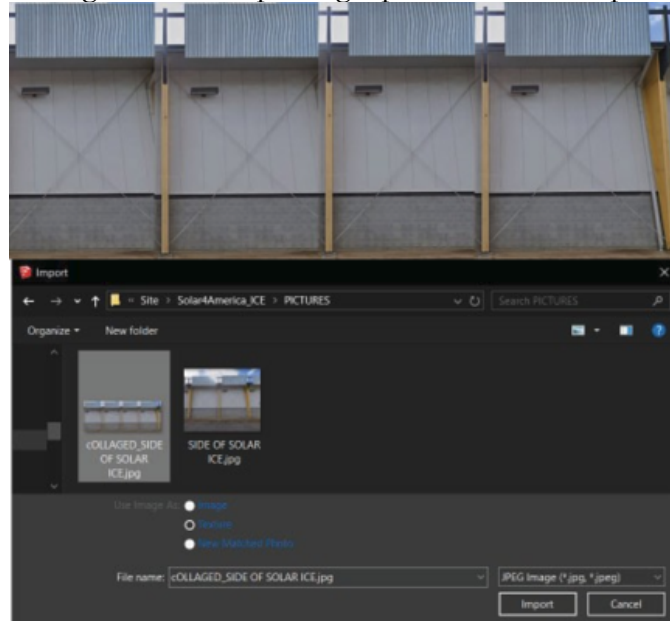 Import
« Site › Solar4America_ICE › PICTURES
Search PICTURES
Organize
New folder
cOLLAGED_SIDE
OF SOLAR
ICE.jpg
SIDE OF SOLAR
ICE.jpg
Use Image As:
Image
Texture
New Matched Photo
File name: cOLLAGED_SIDE OF SOLAR ICE.jpg
JPEG Image (*.jpg, *.jpeg)
Import
Cancel